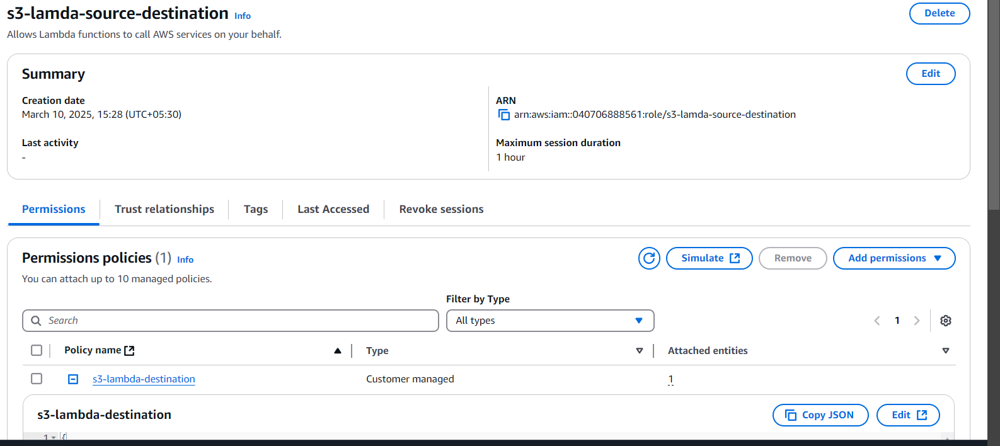 s3-lamda-source-destination Info
Delete
Allows Lambda functions to call AWS services on your behalf.
Summary
Edit
Creation date
March 10, 2025, 15:28 (UTC+05:30)
ARN
arn:aws:iam::040706888561:role/s3-lamda-source-destination
Last activity
-
Maximum session duration
1 hour
Permissions Trust relationships Tags Last Accessed Revoke sessions
Permissions policies (1) Info
Simulate Remove Add permissions
You can attach up to 10 managed policies.
Filter by Type
Search All types 1
Policy name Type Attached entities
s3-lambda-destination Customer managed 1
s3-lambda-destination
Copy JSON Edit
1 {